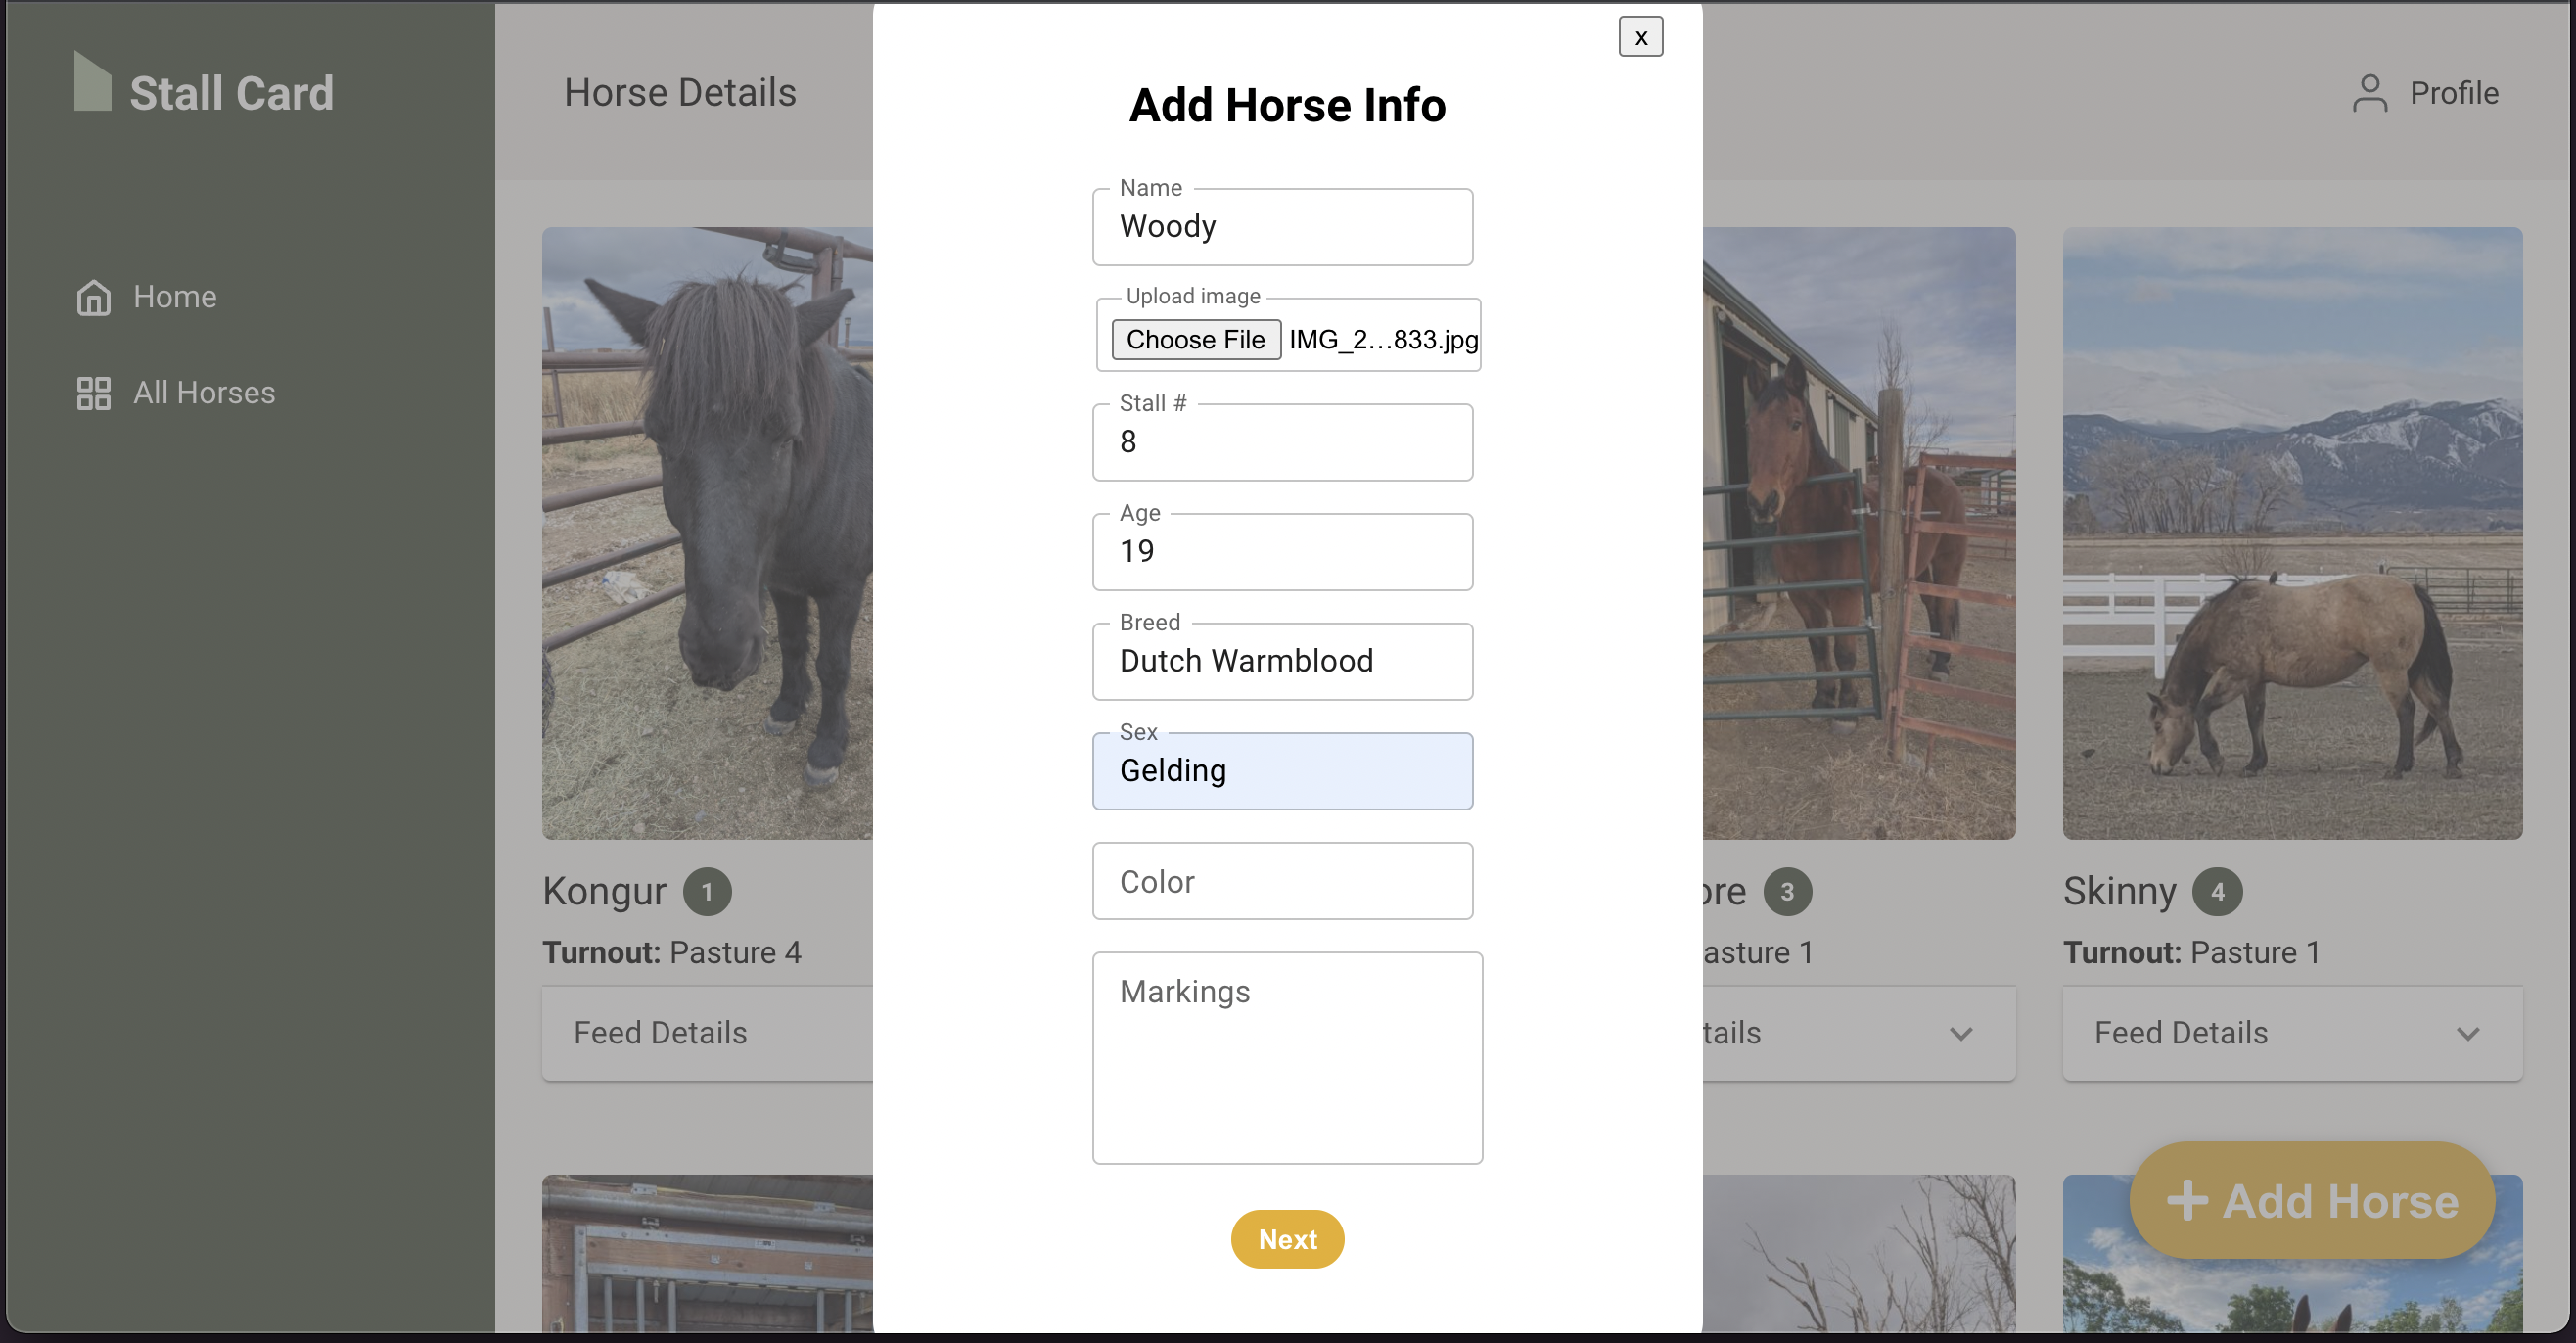 Stall Card
Home
All Horses
Horse Details
Profile
x
Add Horse Info
Name
Woody
Upload image
Choose File IMG_2...833.jpg
Stall #
8
Age
19
Breed
Dutch Warmblood
Sex
Gelding
Color
Markings
Next
Kongur 1
Turnout: Pasture 4
Feed Details
ore 3
asture 1
tails
Skinny 4
Turnout: Pasture 1
Feed Details
+ Add Horse